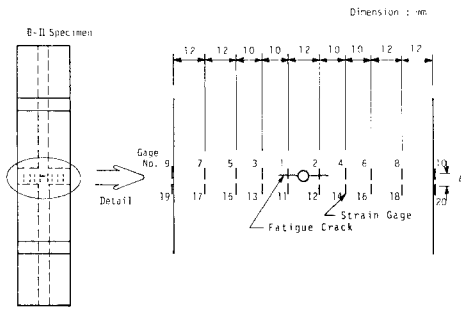 Dimension : mm
B-II Specimen
12 12 10 10 12 10 10 12 12
Gage No. 9 7 5 3 1 2 4 6 8 10
19 17 15 13 11 12 14 16 18 20
Detail
Strain Gage
Fatigue Crack